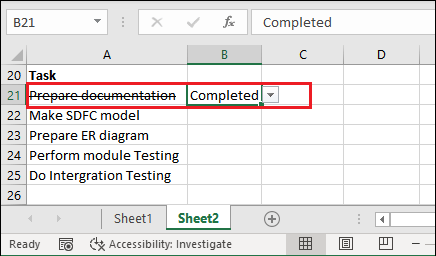 B21 Completed
A B C D
20 Task
21 Prepare documentation Completed
22 Make SDFC model
23 Prepare ER diagram
24 Perform module Testing
25 Do Intergration Testing
26
Sheet1 Sheet2
Ready Accessibility: Investigate